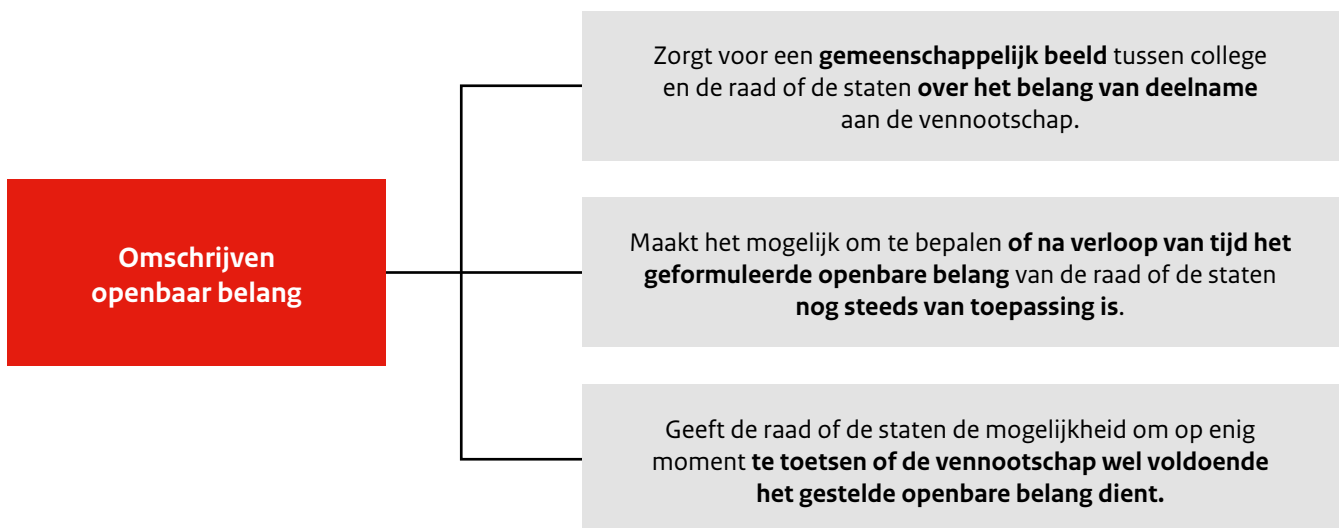 Zorgt voor een gemeenschappelijk beeld tussen college
en de raad of de staten over het belang van deelname
aan de vennootschap.
Omschrijven
openbaar belang
Maakt het mogelijk om te bepalen of na verloop van tijd het
geformuleerde openbare belang van de raad of de staten
nog steeds van toepassing is.
Geeft de raad of de staten de mogelijkheid om op enig
moment te toetsen of de vennootschap wel voldoende
het gestelde openbare belang dient.